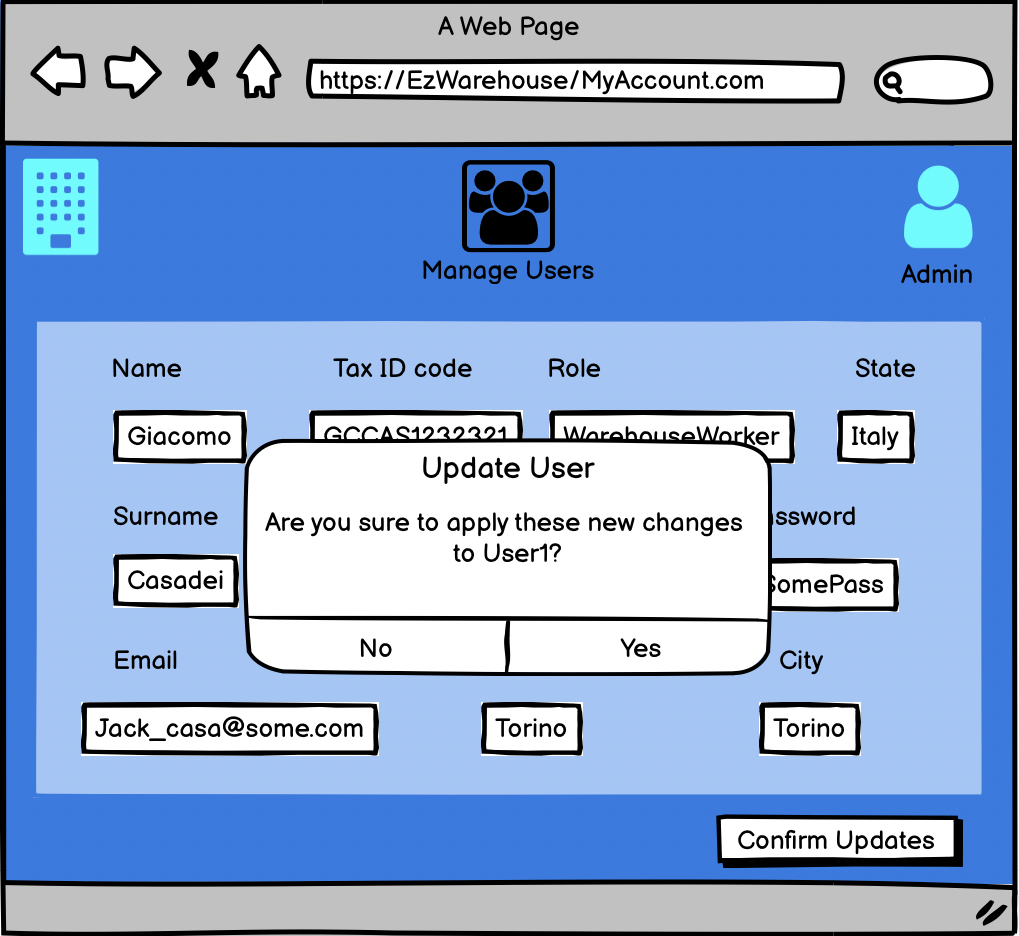 A Web Page
https://EzWarehouse/MyAccount.com
Manage Users
Admin
Name
Tax ID code
Role
State
Giacomo
GCCAS1232321
WarehouseWorker
Italy
Update User
Are you sure to apply these new changes
to User1?
No
Yes
Surname
ssword
Casadei
SomePass
Email
City
Jack_casa@some.com
Torino
Torino
Confirm Updates